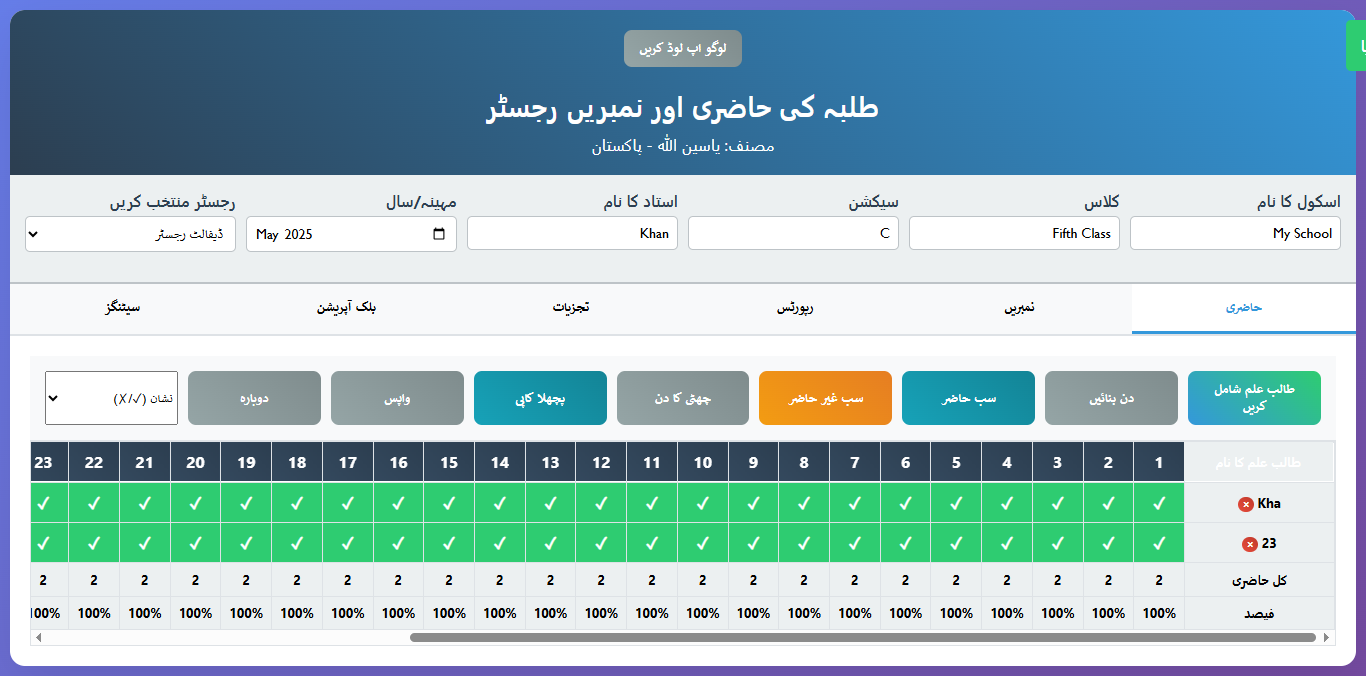 لوگو اپ لوڈ کریں
طلبہ کی حاضری اور نمبریں رجسٹر
مصنف: یاسین اللہ - پاکستان
اسکول کا نام کلاس سیکشن استاد کا نام مہینہ/سال رجسٹر منتخب کریں
My School Fifth Class C Khan May 2025 ڈیفالٹ رجسٹر
حاضری نمبریں رپورٹس تجزیات بلک آپریشن سیٹنگز
طالب علم شامل کریں دن بنائیں سب حاضر سب غیر حاضر چھٹی کا دن پچھلا کاپی واپس دوبارہ نشان (✓/✗)
طالب علم کا نام 1 2 3 4 5 6 7 8 9 10 11 12 13 14 15 16 17 18 19 20 21 22 23
Kha ✓ ✓ ✓ ✓ ✓ ✓ ✓ ✓ ✓ ✓ ✓ ✓ ✓ ✓ ✓ ✓ ✓ ✓ ✓ ✓ ✓ ✓ ✓
23 ✓ ✓ ✓ ✓ ✓ ✓ ✓ ✓ ✓ ✓ ✓ ✓ ✓ ✓ ✓ ✓ ✓ ✓ ✓ ✓ ✓ ✓ ✓
کل حاضری 2 2 2 2 2 2 2 2 2 2 2 2 2 2 2 2 2 2 2 2 2 2 2
فیصد 100% 100% 100% 100% 100% 100% 100% 100% 100% 100% 100% 100% 100% 100% 100% 100% 100% 100% 100% 100% 100% 100% 100%